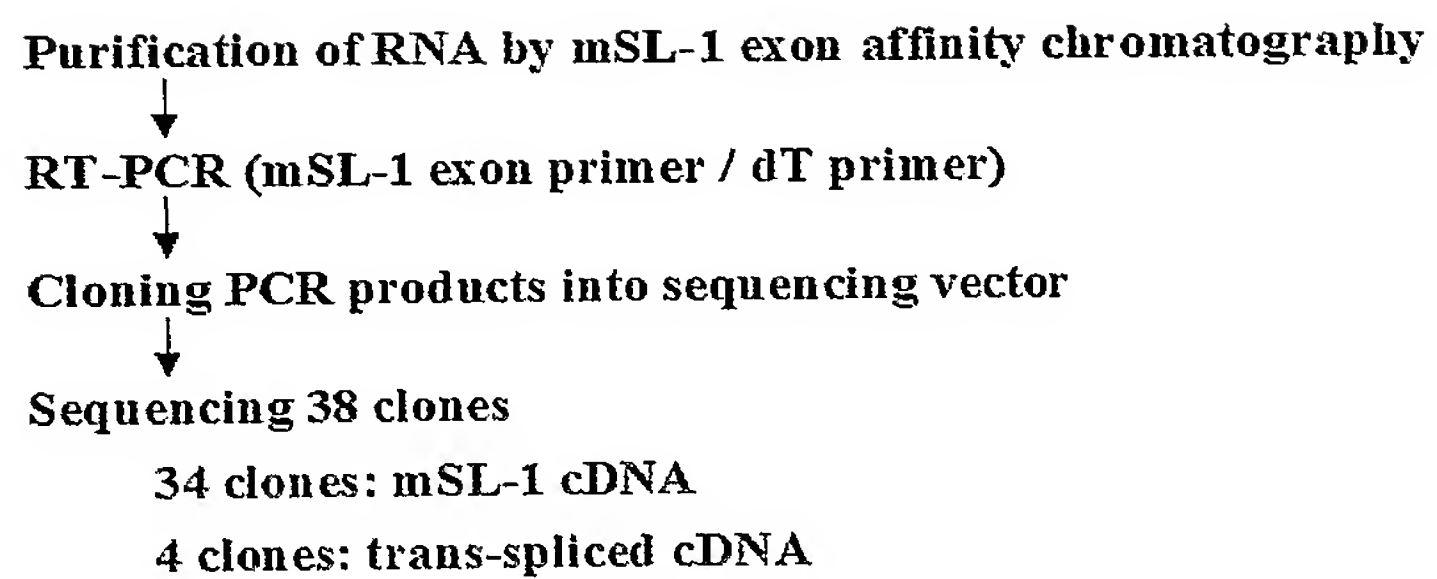 Purification of RNA by mSL-1 exon affinity chromatography
RT-PCR (mSL-1 exon primer / dT primer)
Cloning PCR products into sequencing vector
Sequencing 38 clones
34 clones: mSL-1 cDNA
4 clones: trans-spliced cDNA